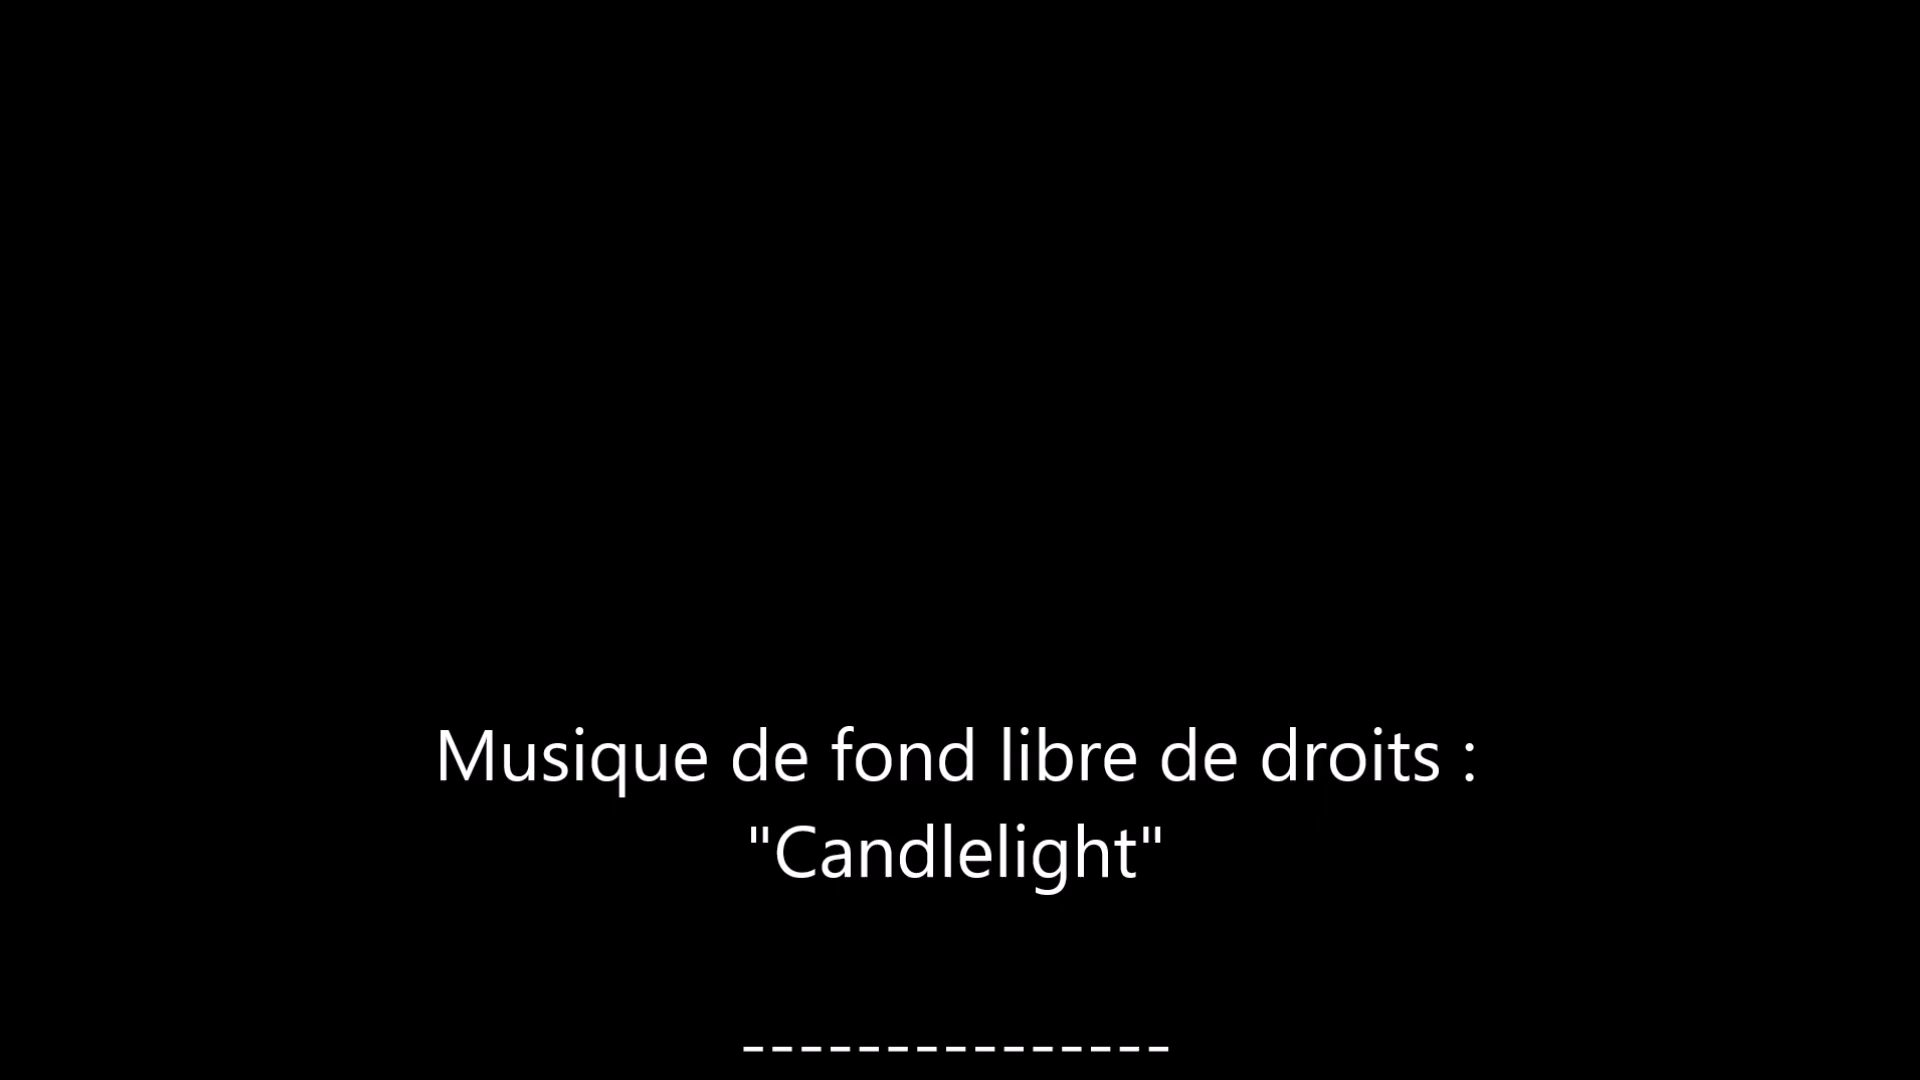 Musique de fond libre de droits :
"Candlelight"
---------------